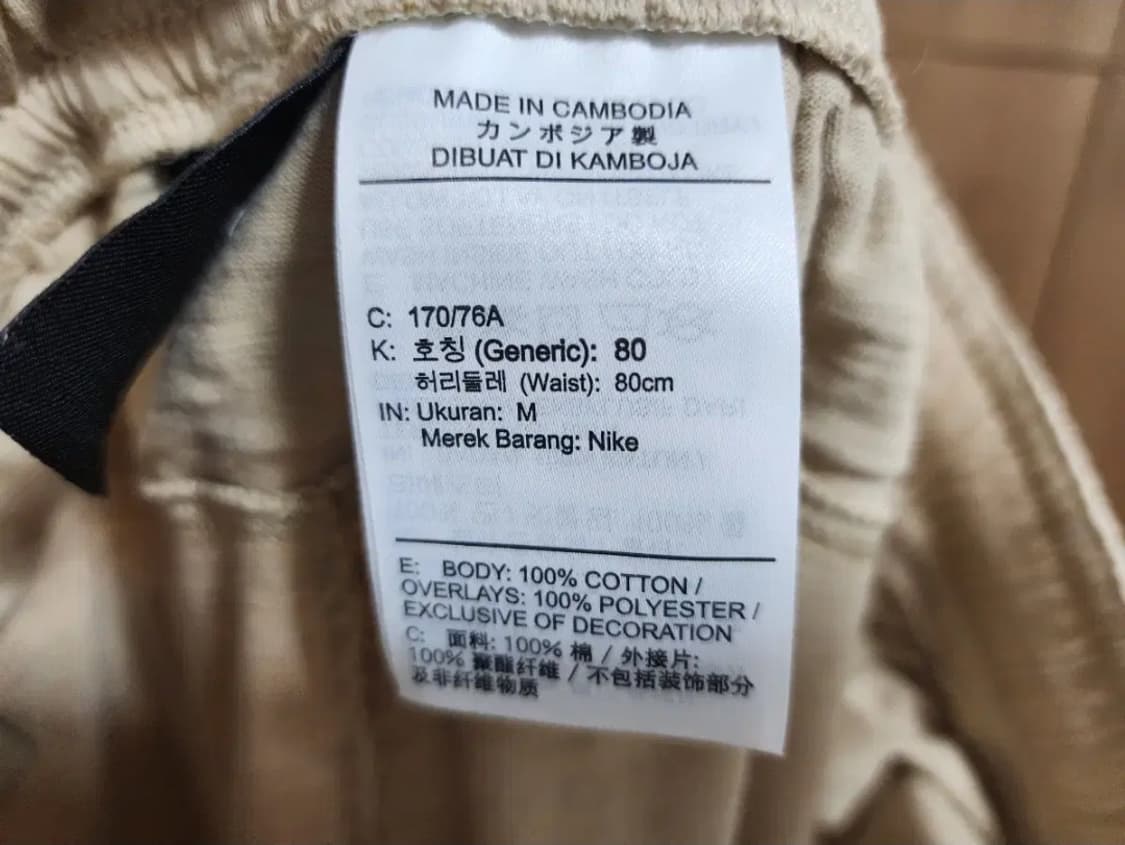 MADE IN CAMBODIA
カンボジア製
DIBUAT DI KAMBOJA
C: 170/76A
K: 호칭 (Generic): 80
허리둘레 (Waist): 80cm
IN: Ukuran: M
Merek Barang: Nike
E: BODY: 100% COTTON /
OVERLAYS: 100% POLYESTER /
EXCLUSIVE OF DECORATION
C: 面料: 100% 棉 / 外接片:
100% 聚酯纤维 / 不包括装饰部分
及非纤维物质